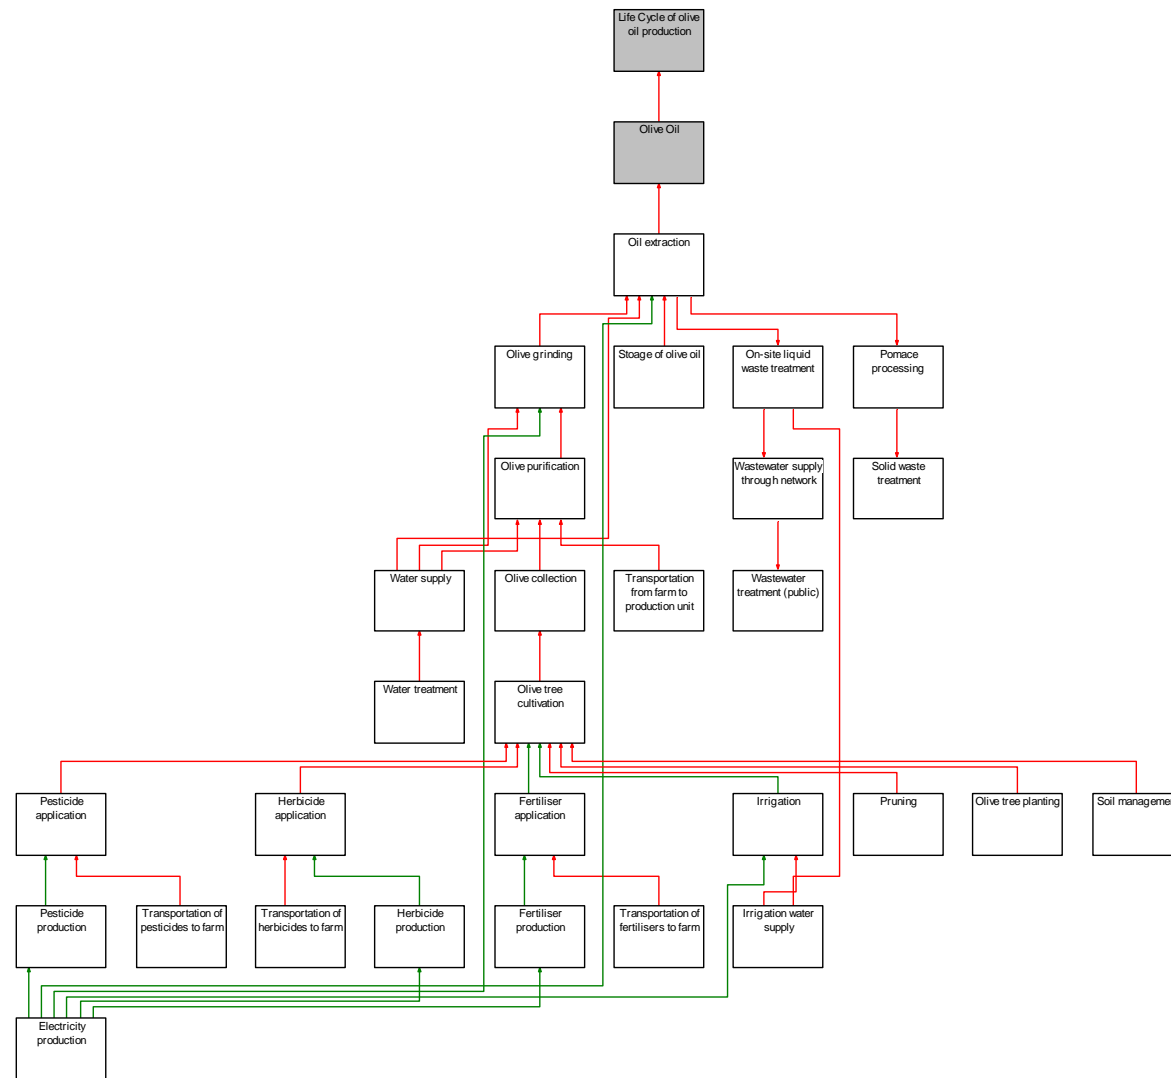 Life Cycle of olive
oil production
Olive Oil
Oil extraction
Olive grinding
Stoage of olive oil
On-site liquid
waste treatment
Pomace
processing
Olive purification
Wastewater supply
through network
Solid waste
treatment
Water supply
Olive collection
Transportation
from farm to
production unit
Wastewater
treatment (public)
Water treatment
Olive tree
cultivation
Pesticide
application
Herbicide
application
Fertiliser
application
Irrigation
Pruning
Olive tree planting
Soil managemen
Pesticide
production
Transportation of
pesticides to farm
Transportation of
herbicides to farm
Herbicide
production
Fertiliser
production
Transportation of
fertilisers to farm
Irrigation water
supply
Electricity
production